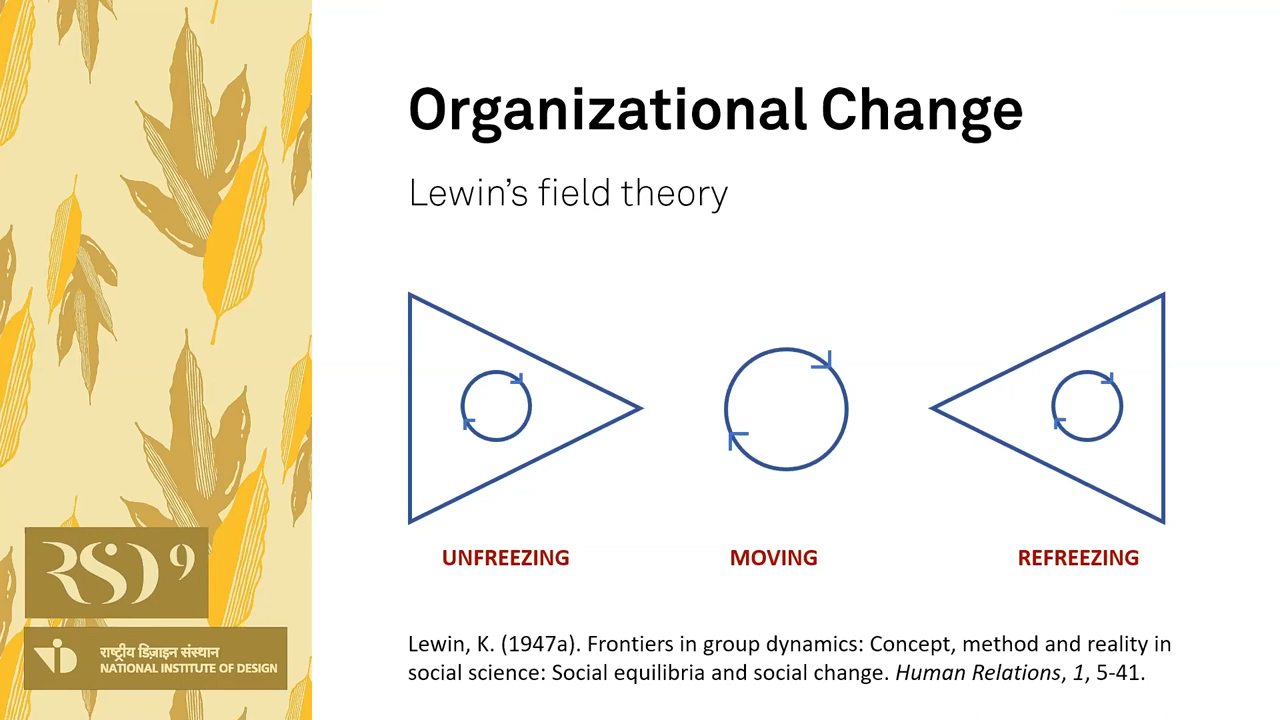 Organizational Change
Lewin's field theory
UNFREEZING
MOVING
REFREEZING
Lewin, K. (1947a). Frontiers in group dynamics: Concept, method and reality in
social science: Social equilibria and social change. Human Relations, 1, 5-41.
RSD9
राष्ट्रीय डिज़ाइन संस्थान
NATIONAL INSTITUTE OF DESIGN